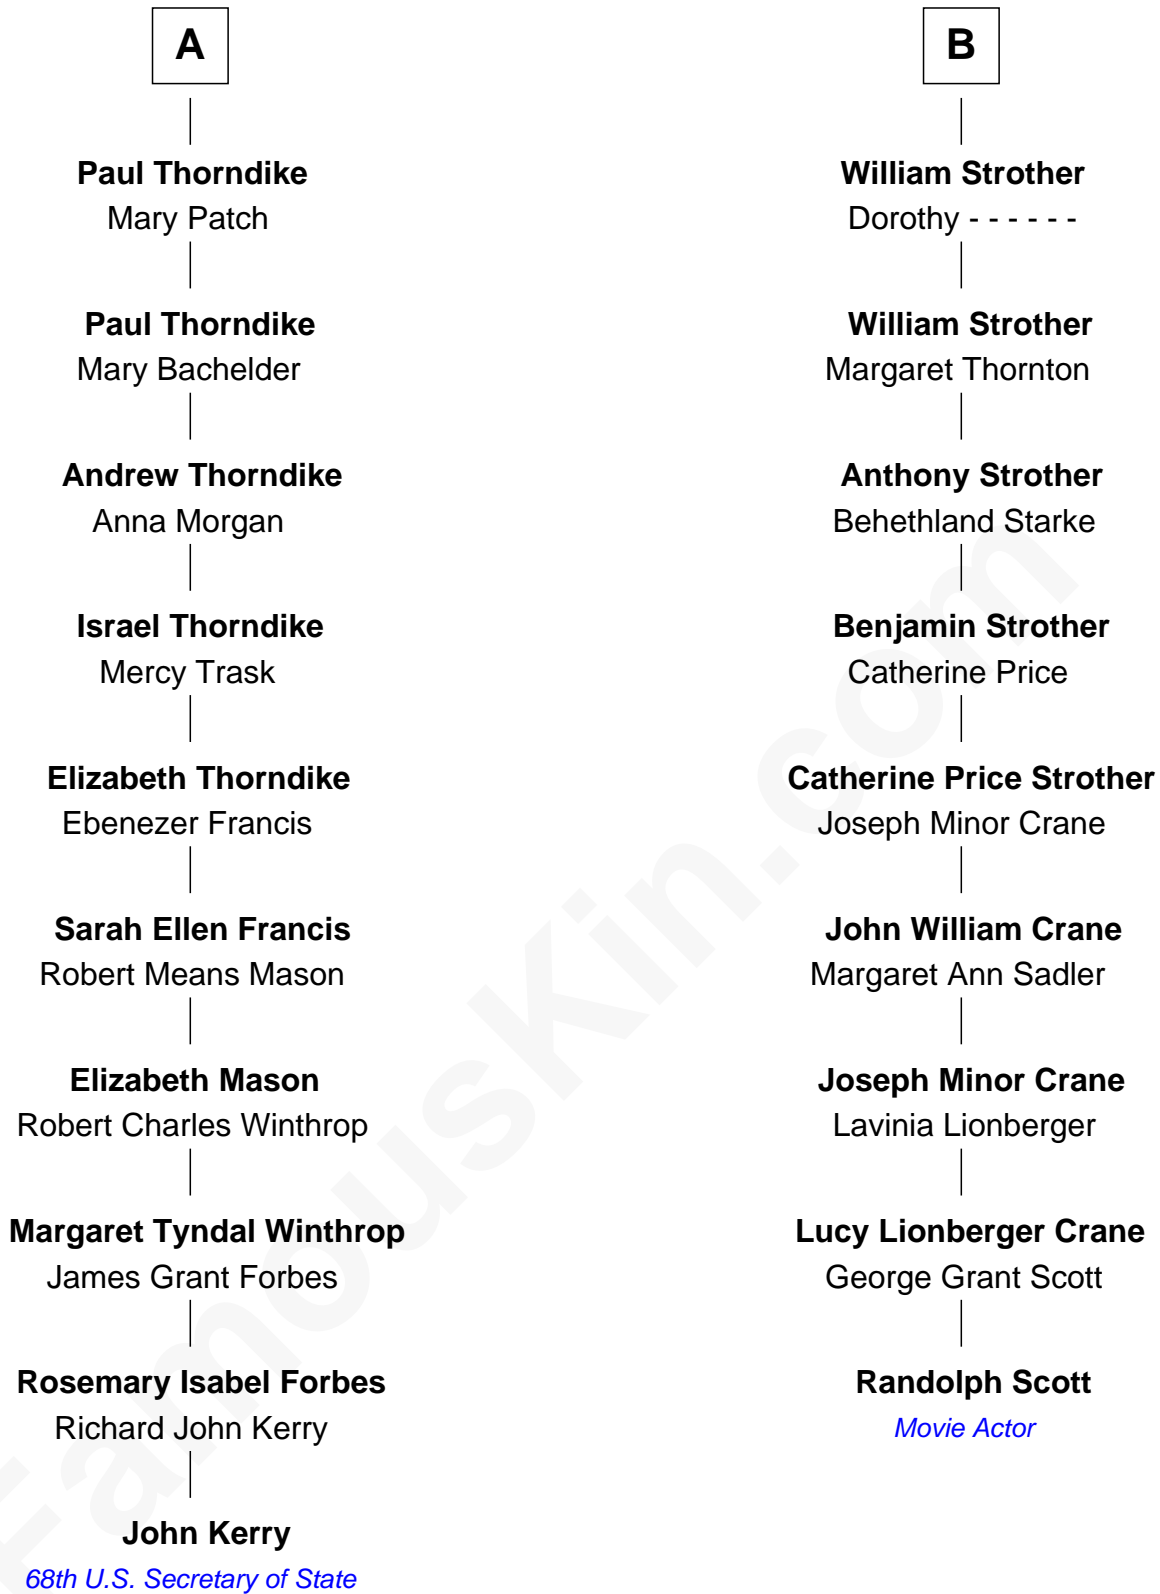 A
Paul Thorndike
Mary Patch
Paul Thorndike
Mary Bachelder
Andrew Thorndike
Anna Morgan
Israel Thorndike
Mercy Trask
Elizabeth Thorndike
Ebenezer Francis
Sarah Ellen Francis
Robert Means Mason
Elizabeth Mason
Robert Charles Winthrop
Margaret Tyndal Winthrop
James Grant Forbes
Rosemary Isabel Forbes
Richard John Kerry
John Kerry
68th U.S. Secretary of State
B
William Strother
Dorothy - - - - - -
William Strother
Margaret Thornton
Anthony Strother
Behethland Starke
Benjamin Strother
Catherine Price
Catherine Price Strother
Joseph Minor Crane
John William Crane
Margaret Ann Sadler
Joseph Minor Crane
Lavinia Lionberger
Lucy Lionberger Crane
George Grant Scott
Randolph Scott
Movie Actor
FamousKin.com